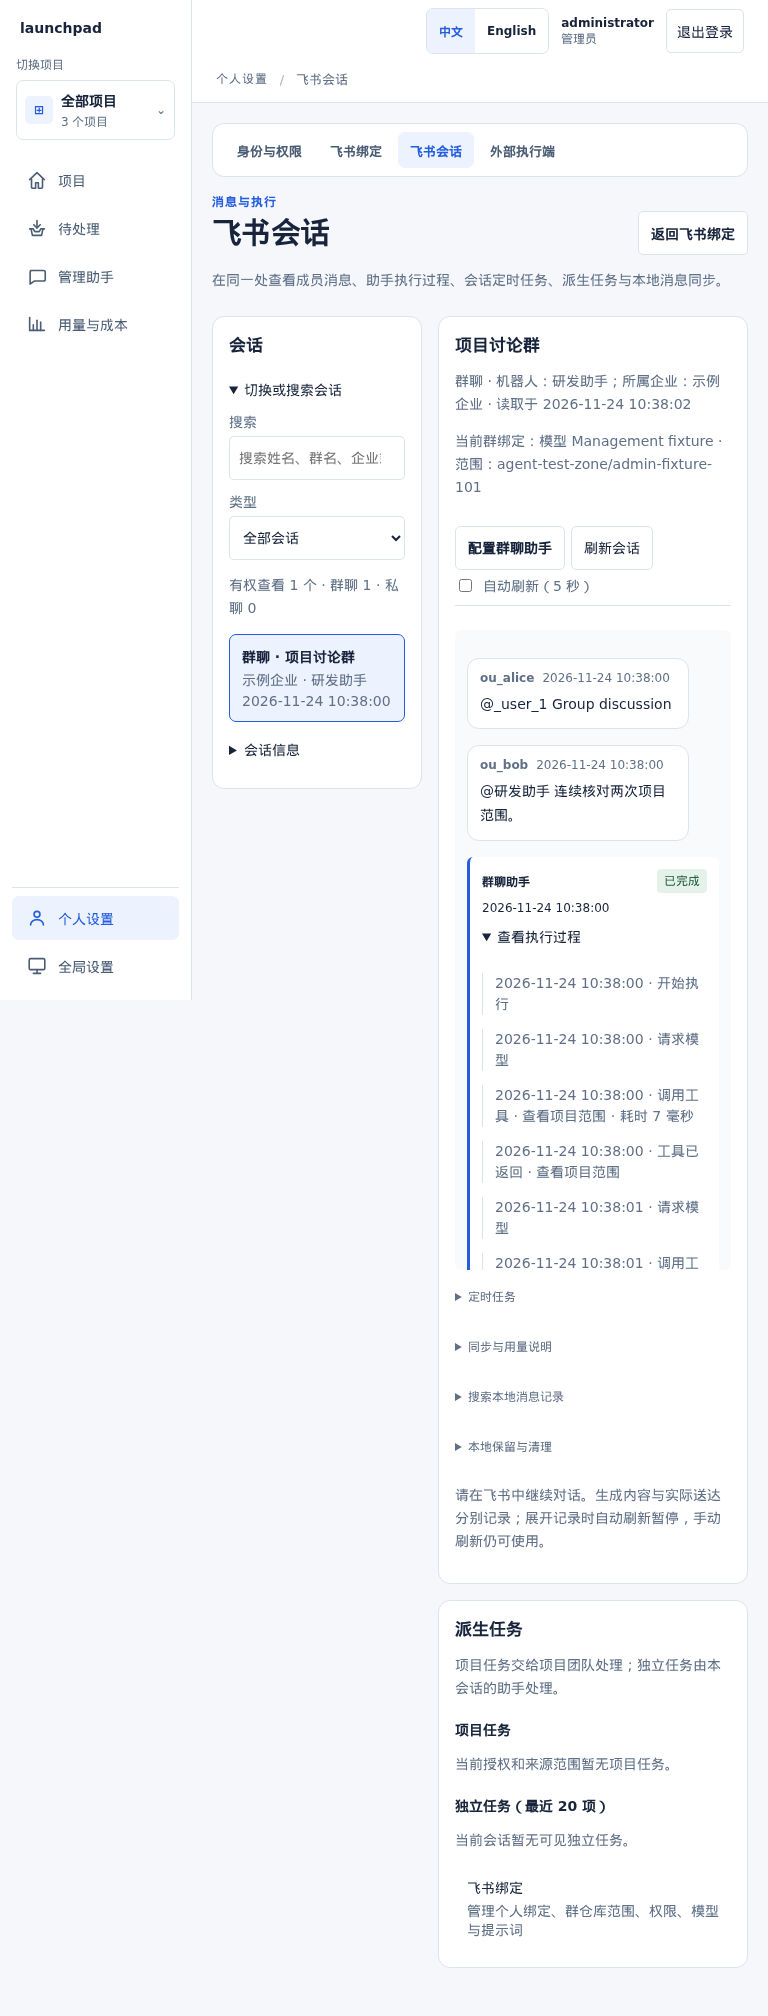 launchpad
切换项目
全部项目
3 个项目
项目
待处理
管理助手
用量与成本
个人设置
全局设置
中文
English
administrator
管理员
退出登录
个人设置 / 飞书会话
身份与权限
飞书绑定
飞书会话
外部执行端
消息与执行
飞书会话
返回飞书绑定
在同一处查看成员消息、助手执行过程、会话定时任务、派生任务与本地消息同步。
会话
切换或搜索会话
搜索
搜索姓名、群名、企业
类型
全部会话
有权查看 1 个 · 群聊 1 · 私
聊 0
群聊 · 项目讨论群
示例企业 · 研发助手
2026-11-24 10:38:00
会话信息
项目讨论群
群聊 · 机器人：研发助手；所属企业：示例
企业 · 读取于 2026-11-24 10:38:02
当前群绑定：模型 Management fixture ·
范围：agent-test-zone/admin-fixture-
101
配置群聊助手
刷新会话
自动刷新（5 秒）
ou_alice 2026-11-24 10:38:00
@_user_1 Group discussion
ou_bob 2026-11-24 10:38:00
@研发助手 连续核对两次项目
范围。
群聊助手
已完成
2026-11-24 10:38:00
查看执行过程
2026-11-24 10:38:00 · 开始执
行
2026-11-24 10:38:00 · 请求模
型
2026-11-24 10:38:00 · 调用工
具 · 查看项目范围 · 耗时 7 毫秒
2026-11-24 10:38:00 · 工具已
返回 · 查看项目范围
2026-11-24 10:38:01 · 请求模
型
2026-11-24 10:38:01 · 调用工
定时任务
同步与用量说明
搜索本地消息记录
本地保留与清理
请在飞书中继续对话。生成内容与实际送达
分别记录；展开记录时自动刷新暂停，手动
刷新仍可使用。
派生任务
项目任务交给项目团队处理；独立任务由本
会话的助手处理。
项目任务
当前授权和来源范围暂无项目任务。
独立任务（最近 20 项）
当前会话暂无可见独立任务。
飞书绑定
管理个人绑定、群仓库范围、权限、模型
与提示词